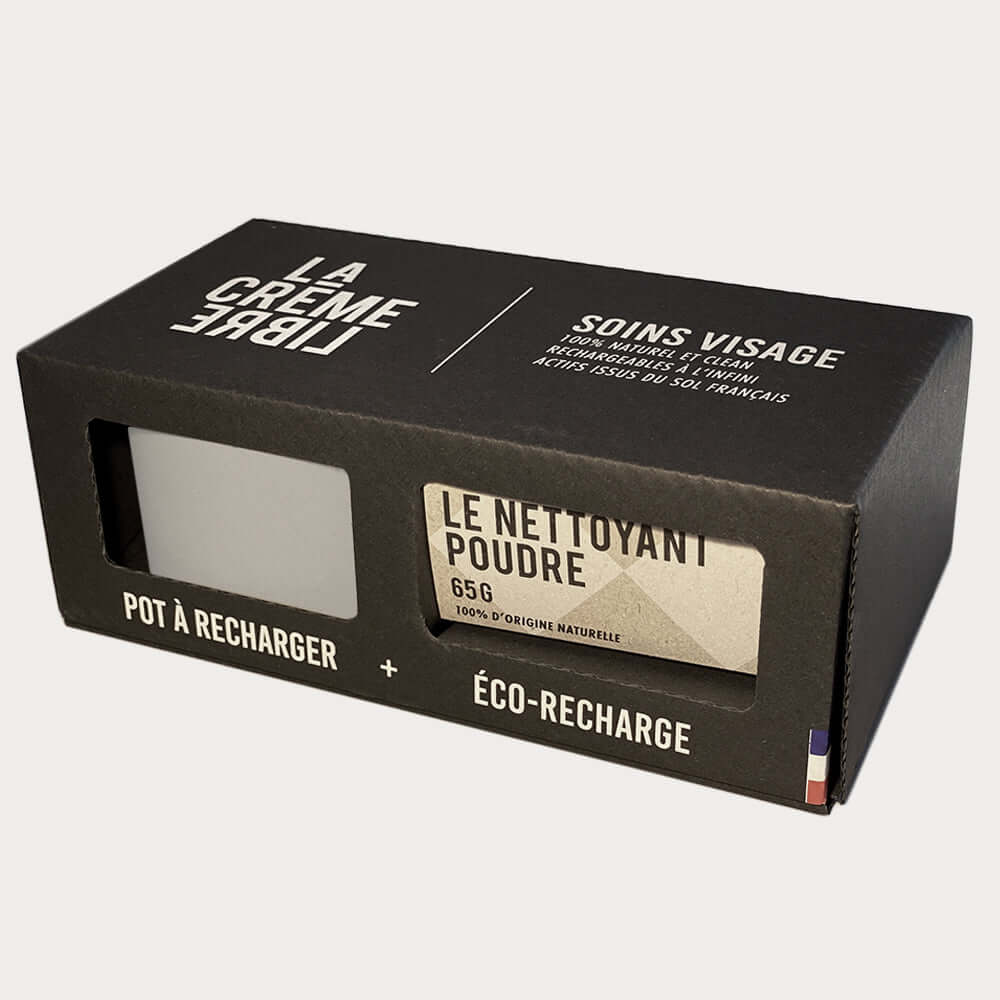 LA
CRÈME
LIBRE
SOINS VISAGE
100% NATUREL ET CLEAN
RECHARGEABLES À L'INFINI
ACTIFS ISSUS DU SOL FRANÇAIS
LE NETTOYANT
POUDRE
65G
100% D'ORIGINE NATURELLE
POT À RECHARGER + ÉCO-RECHARGE